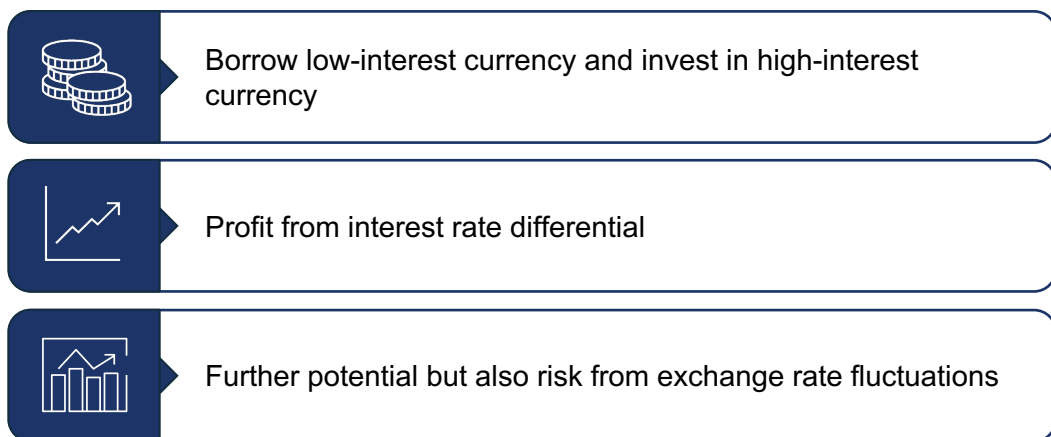 Borrow low-interest currency and invest in high-interest
currency
Profit from interest rate differential
Further potential but also risk from exchange rate fluctuations